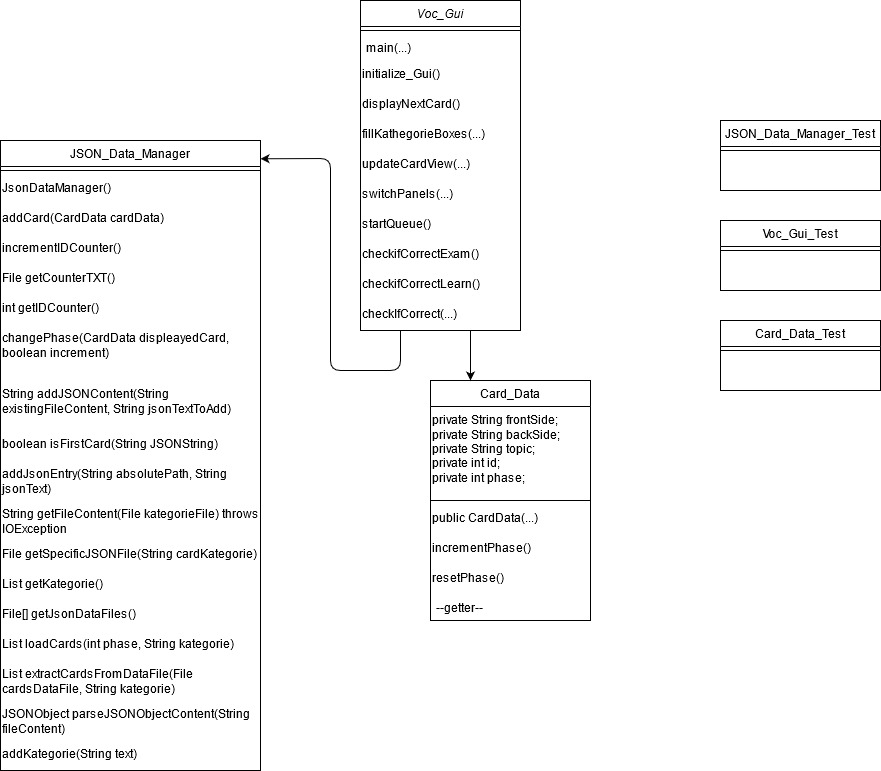 Voc_Gui
main(...)
initialize_Gui()
displayNextCard()
fillKathegorieBoxes(...)
updateCardView(...)
switchPanels(...)
startQueue()
checkifCorrectExam()
checkifCorrectLearn()
checkIfCorrect(...)
JSON_Data_Manager
JsonDataManager()
addCard(CardData cardData)
incrementIDCounter()
File getCounterTXT()
int getIDCounter()
changePhase(CardData displeayedCard,
boolean increment)
String addJSONContent(String
existingFileContent, String jsonTextToAdd)
boolean isFirstCard(String JSONString)
addJsonEntry(String absolutePath, String
jsonText)
String getFileContent(File kategorieFile) throws
IOException
File getSpecificJSONFile(String cardKategorie)
List getKategorie()
File[] getJsonDataFiles()
List loadCards(int phase, String kategorie)
List extractCardsFromDataFile(File
cardsDataFile, String kategorie)
JSONObject parseJSONObjectContent(String
fileContent)
addKategorie(String text)
Card_Data
private String frontSide;
private String backSide;
private String topic;
private int id;
private int phase;
public CardData(...)
incrementPhase()
resetPhase()
--getter--
JSON_Data_Manager_Test
Voc_Gui_Test
Card_Data_Test